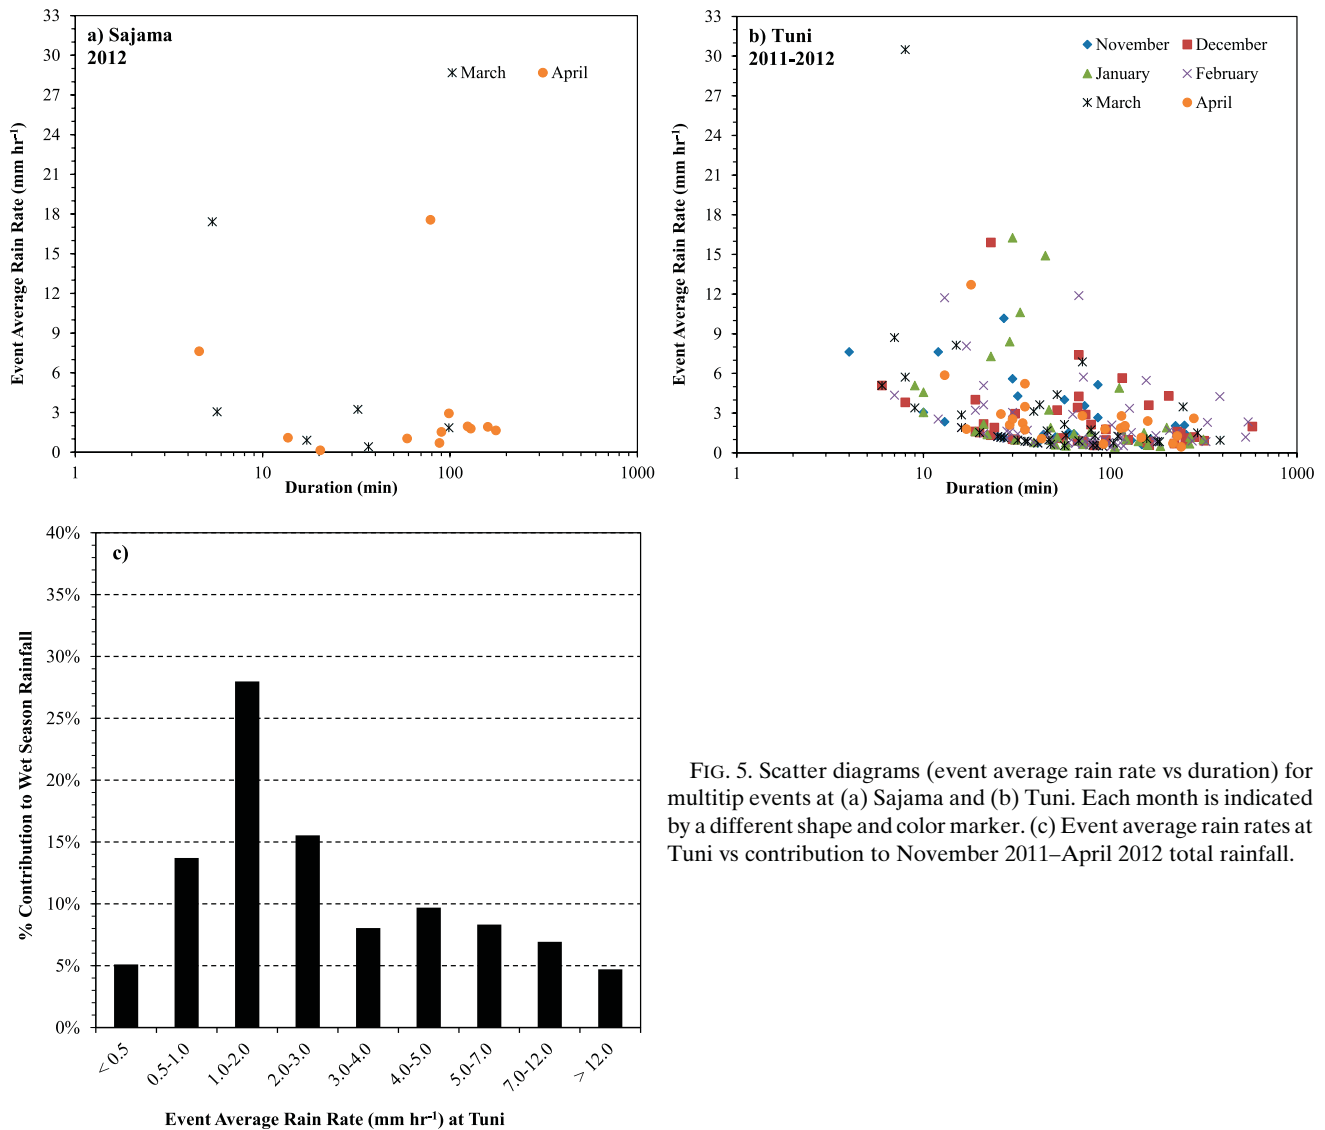 a) Sajama
2012
March
April
33
30
27
24
21
18
15
12
9
6
3
0
1
10
100
1000
Event Average Rain Rate (mm hr-1)
Duration (min)
b) Tuni
2011-2012
November
December
January
February
March
April
33
30
27
24
21
18
15
12
9
6
3
0
1
10
100
1000
Event Average Rain Rate (mm hr-1)
Duration (min)
c)
40%
35%
30%
25%
20%
15%
10%
5%
0%
% Contribution to Wet Season Rainfall
< 0.5
0.5-1.0
1.0-2.0
2.0-3.0
3.0-4.0
4.0-5.0
5.0-7.0
7.0-12.0
> 12.0
Event Average Rain Rate (mm hr-1) at Tuni
FIG. 5. Scatter diagrams (event average rain rate vs duration) for
multitip events at (a) Sajama and (b) Tuni. Each month is indicated
by a different shape and color marker. (c) Event average rain rates at
Tuni vs contribution to November 2011–April 2012 total rainfall.